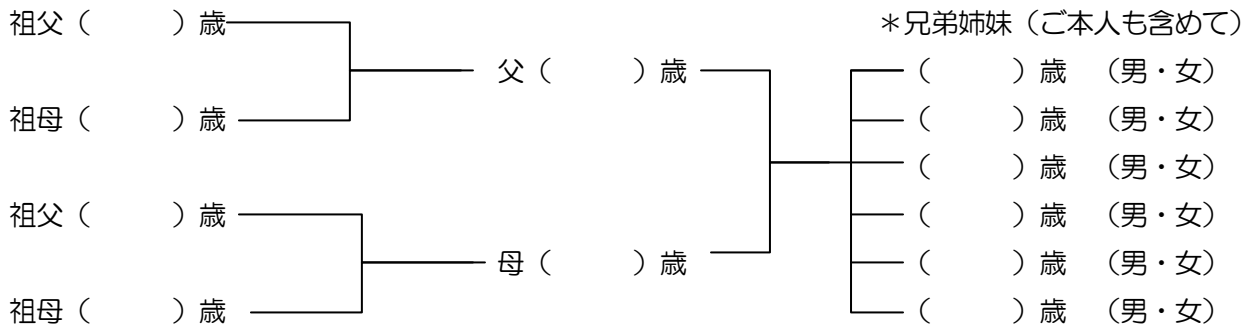 祖父（　　　）歳
＊兄弟姉妹（ご本人も含めて）
父（　　　）歳
（　　　）歳　（男・女）
祖母（　　　）歳
（　　　）歳　（男・女）
（　　　）歳　（男・女）
祖父（　　　）歳
（　　　）歳　（男・女）
母（　　　）歳
（　　　）歳　（男・女）
祖母（　　　）歳
（　　　）歳　（男・女）